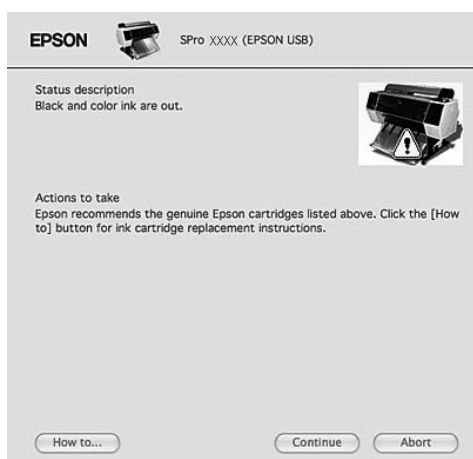 EPSON
SPro XXXX (EPSON USB)
Status description
Black and color ink are out.
Actions to take
Epson recommends the genuine Epson cartridges listed above. Click the [How
to] button for ink cartridge replacement instructions.
How to...
Continue
Abort